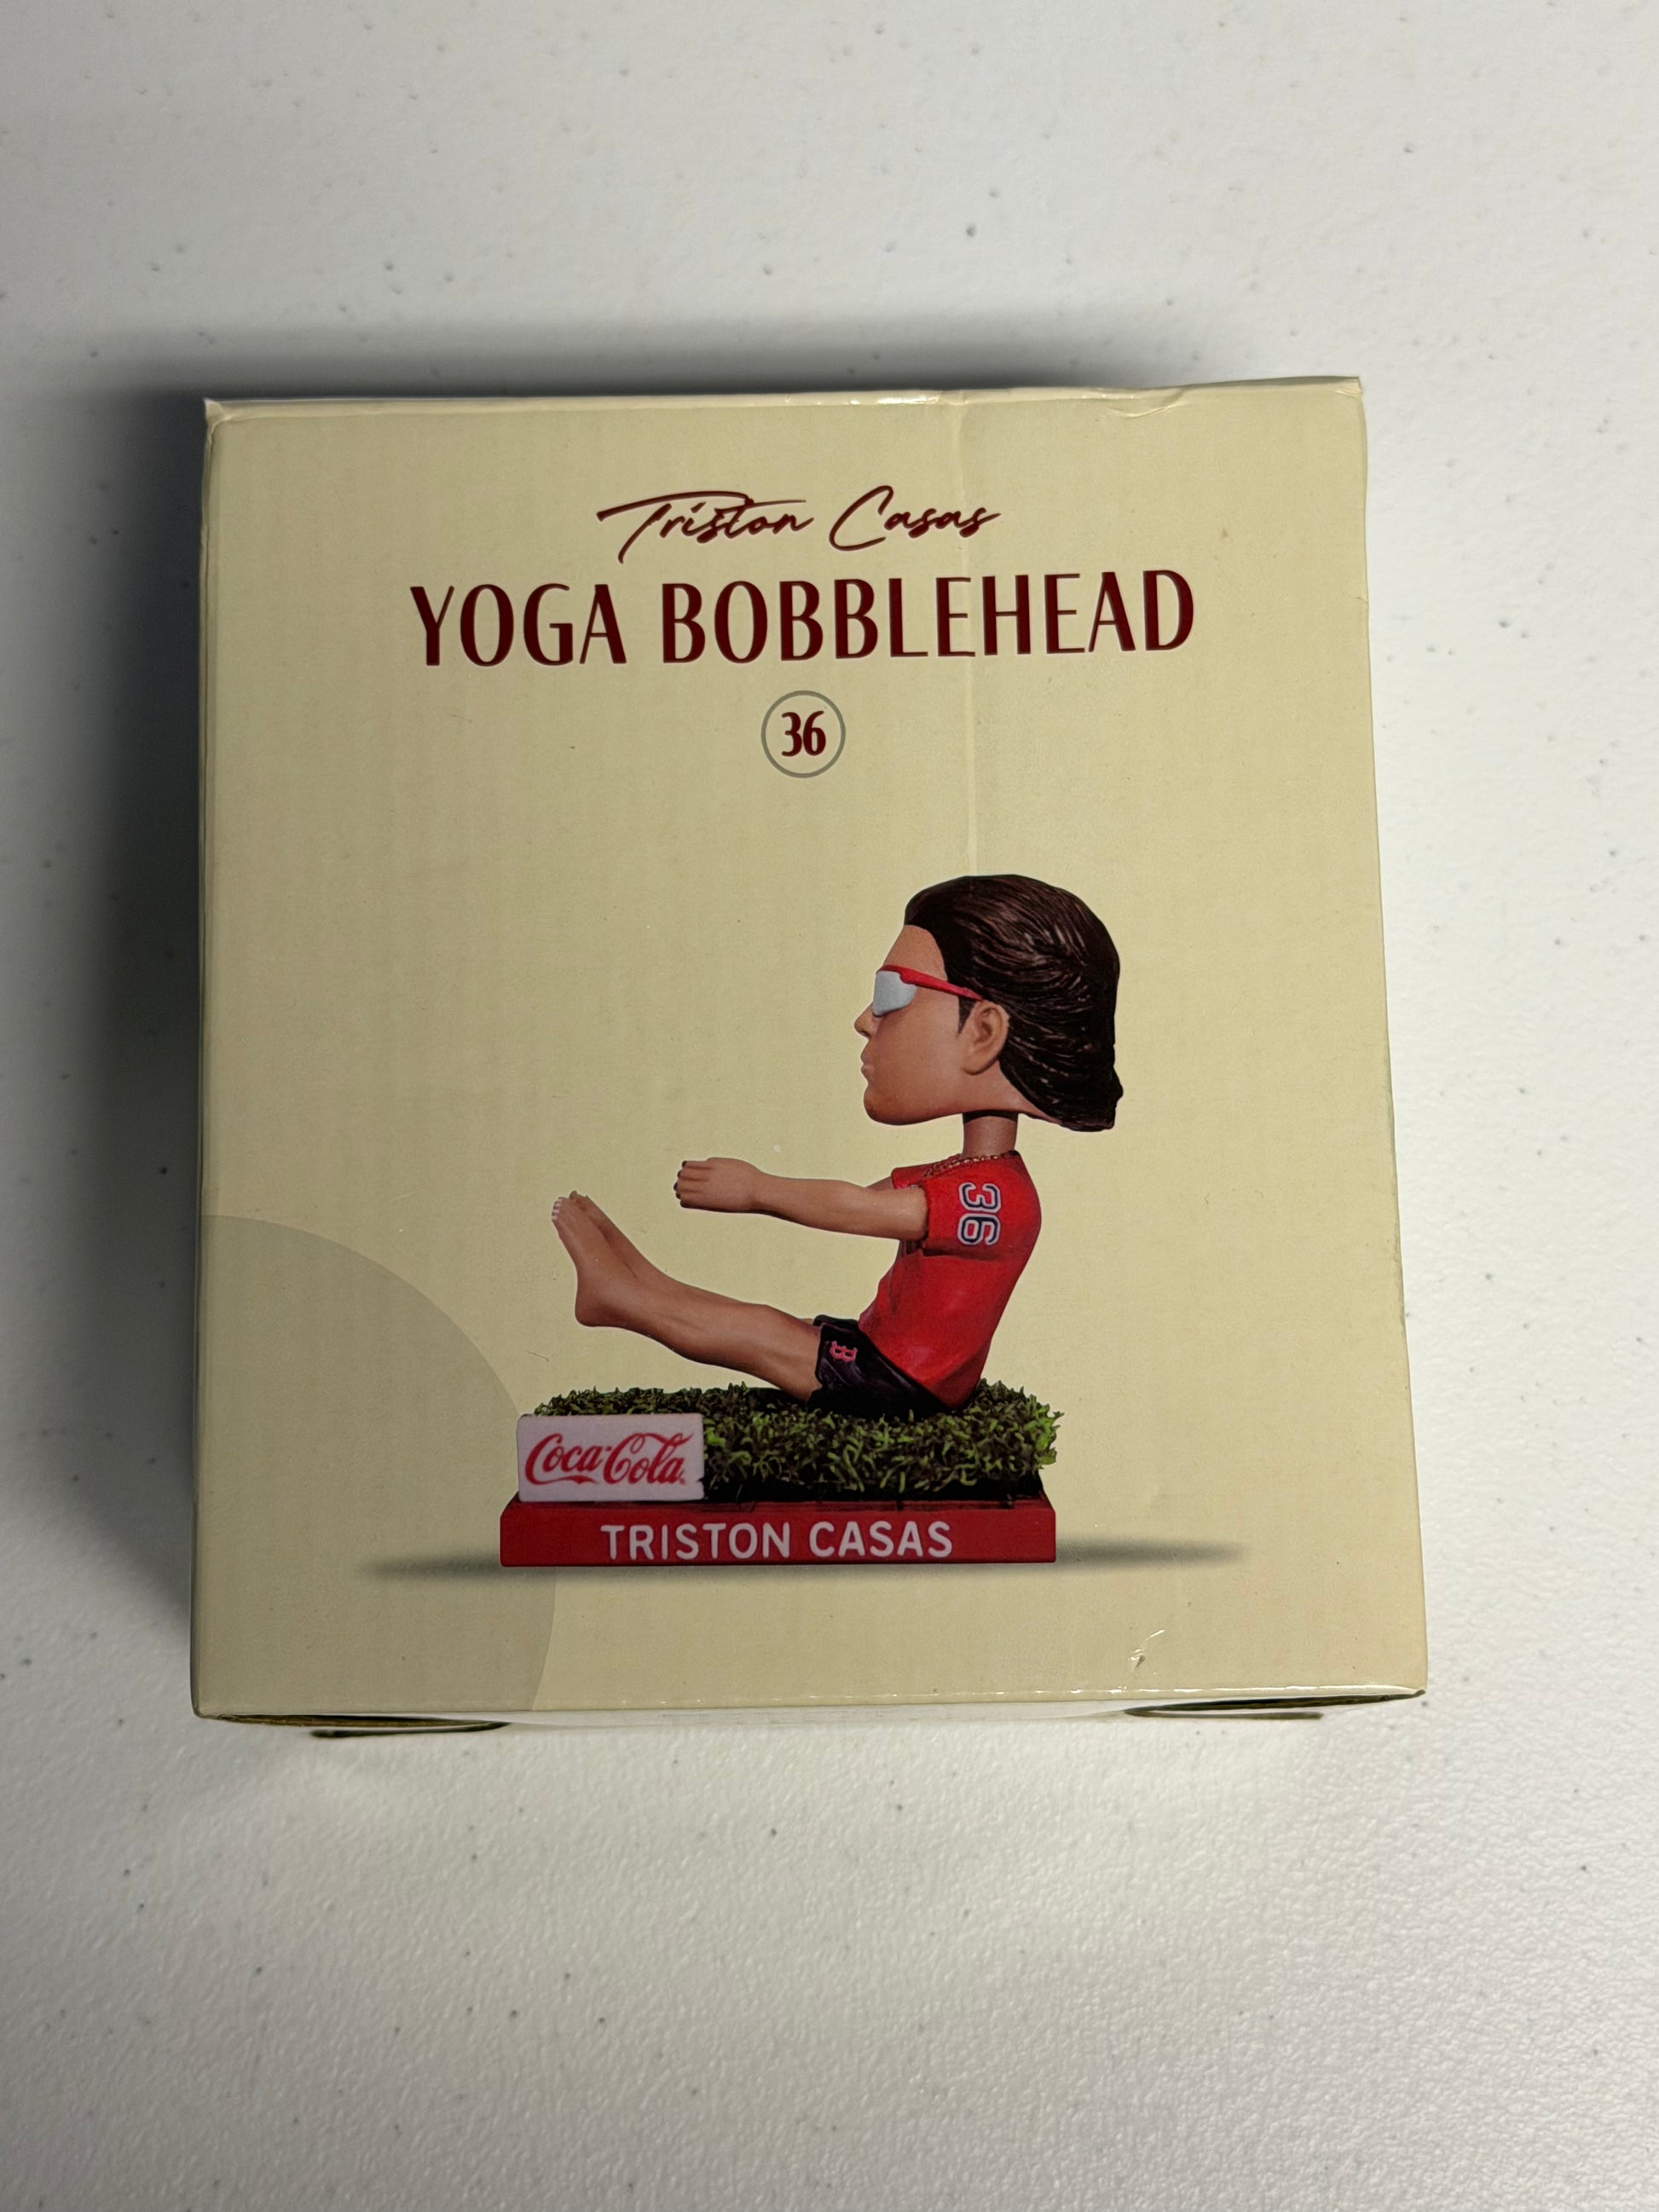 Triston Casas
YOGA BOBBLEHEAD
36
36
B
Coca-Cola
TRISTON CASAS